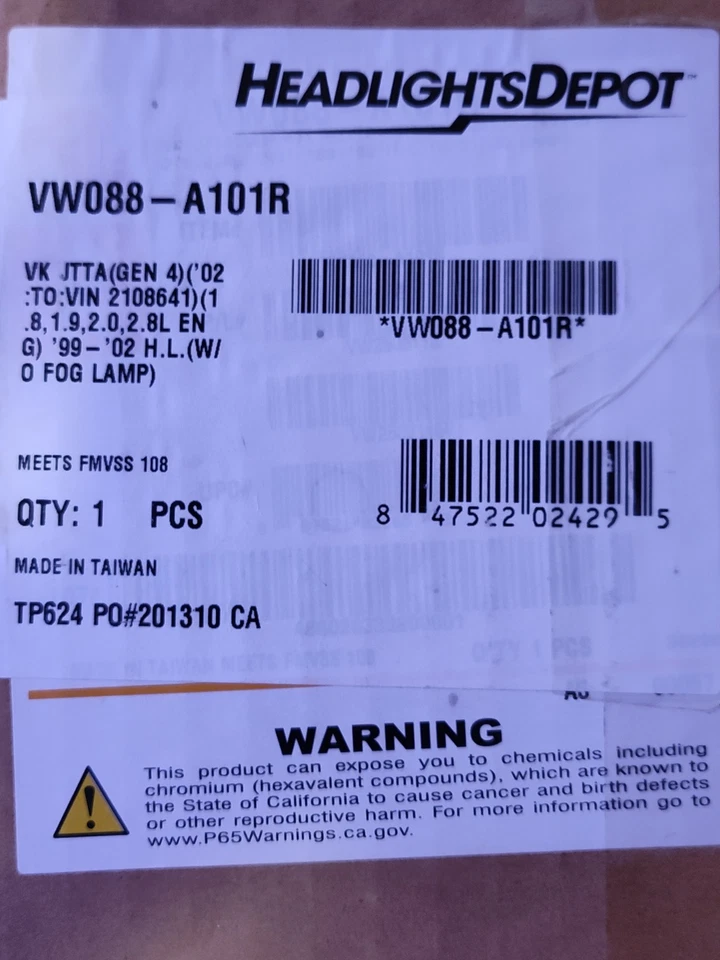 HEADLIGHTSDEPOT™
VW088-A101R
VK JTTA(GEN 4)('02
:TO:VIN 2108641)(1
.8,1.9,2.0,2.8L EN
G) '99-'02 H.L.(W/
O FOG LAMP)
*VW088-A101R*
MEETS FMVSS 108
QTY: 1 PCS
8 47522 02429 5
MADE IN TAIWAN
TP624 PO#201310 CA
WARNING
This product can expose you to chemicals including
chromium (hexavalent compounds), which are known to
the State of California to cause cancer and birth defects
or other reproductive harm. For more information go to
www.P65Warnings.ca.gov.